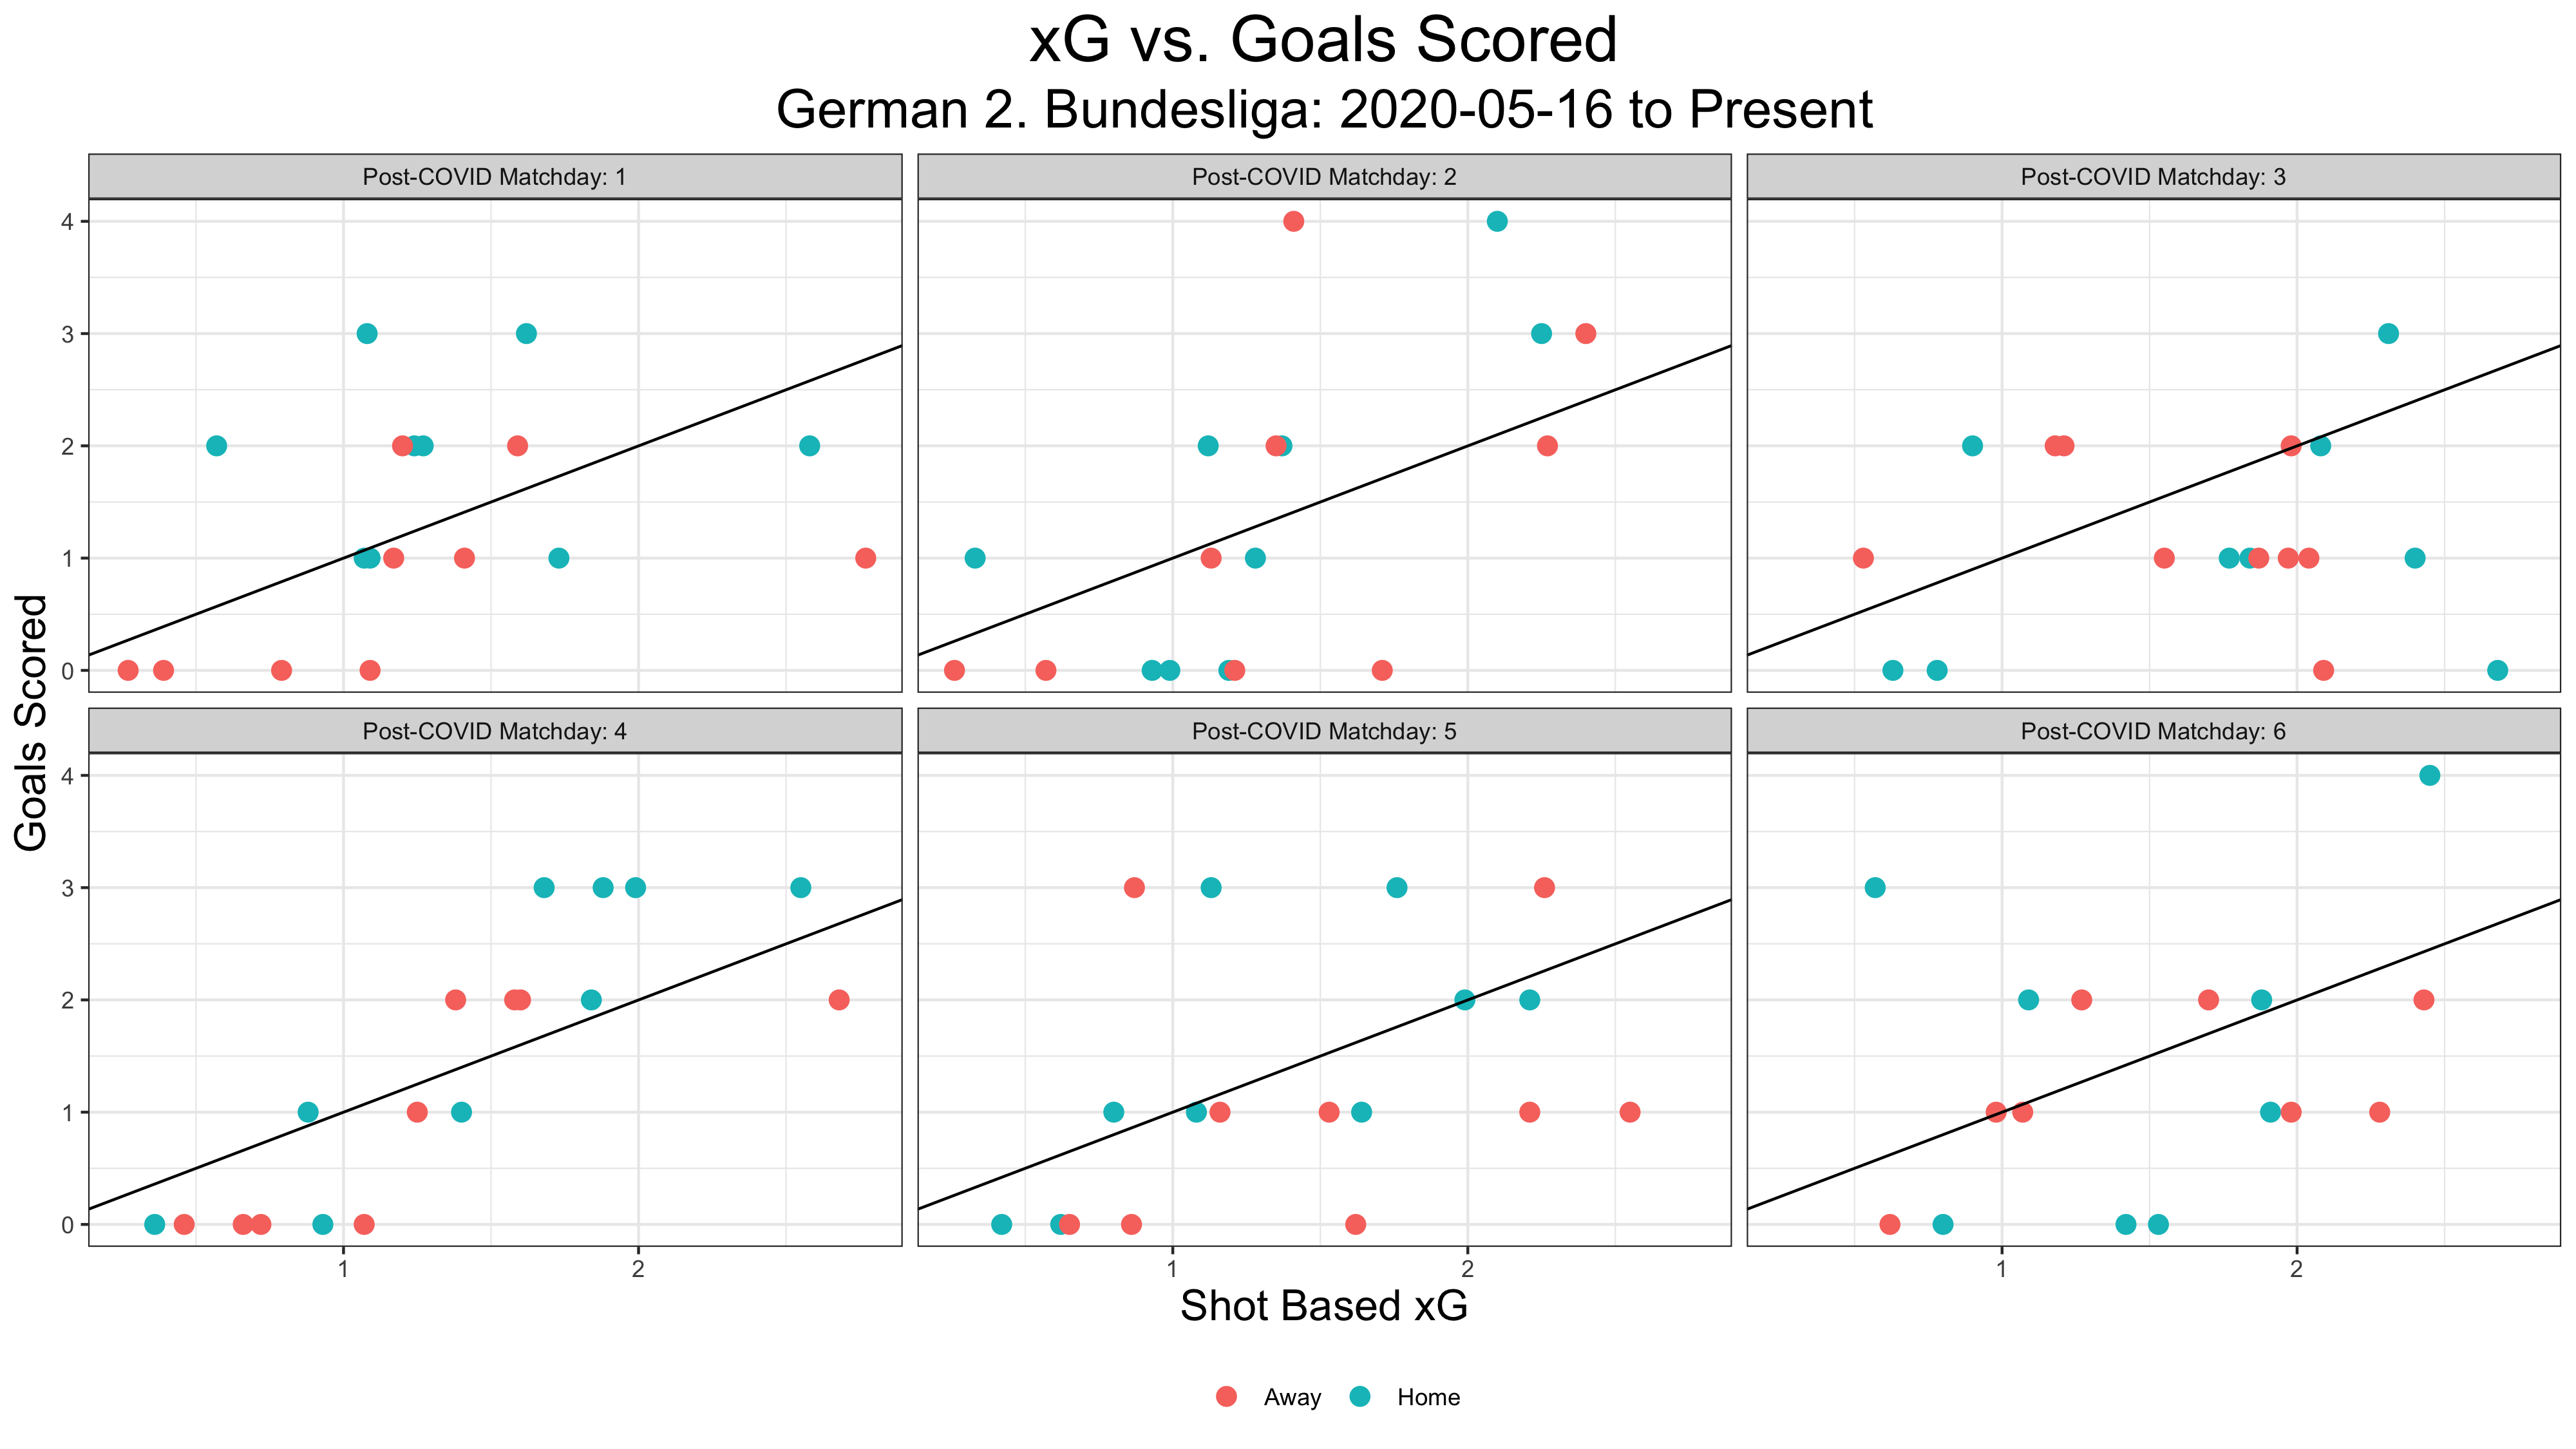 xG vs. Goals Scored
German 2. Bundesliga: 2020-05-16 to Present
Post-COVID Matchday: 1
Post-COVID Matchday: 2
Post-COVID Matchday: 3
4
3
2
1
0
Post-COVID Matchday: 4
Post-COVID Matchday: 5
Post-COVID Matchday: 6
4
3
2
1
0
Goals Scored
1
2
1
2
1
2
Shot Based xG
Away
Home